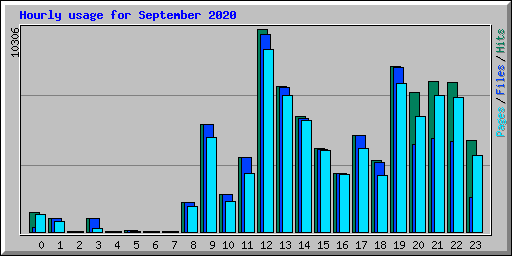 Hourly usage for September 2020
10306
Pages / Files / Hits
0 1 2 3 4 5 6 7 8 9 10 11 12 13 14 15 16 17 18 19 20 21 22 23